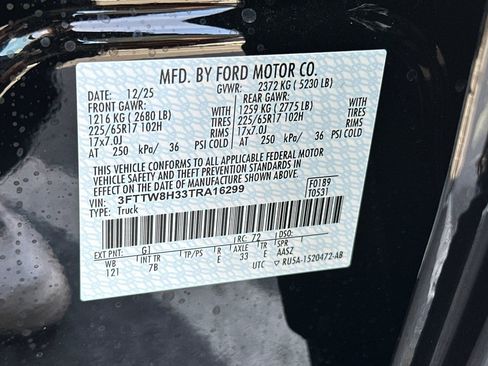 MFD. BY FORD MOTOR CO.
DATE: 12/25 GVWR: 2372 KG ( 5230 LB)
FRONT GAWR: REAR GAWR:
1216 KG ( 2680 LB) WITH 1259 KG ( 2775 LB) WITH
225/65R17 102H TIRES 225/65R17 102H TIRES
17x7.0J RIMS 17x7.0J RIMS
AT 250 kPa/ 36 PSI COLD AT 250 kPa/ 36 PSI COLD
THIS VEHICLE CONFORMS TO ALL APPLICABLE FEDERAL MOTOR
VEHICLE SAFETY AND THEFT PREVENTION STANDARDS IN EFFECT
ON THE DATE OF MANUFACTURE SHOWN ABOVE.
VIN: 3FTTW8H33TRA16299 F0189
TYPE: Truck T0531
EXT PNT: G1 RC: 72 DSO:
WB INT TR TP/PS R AXLE TR SPR
121 7B E 33 E AASZ
UTC RUSA-1520472-AB